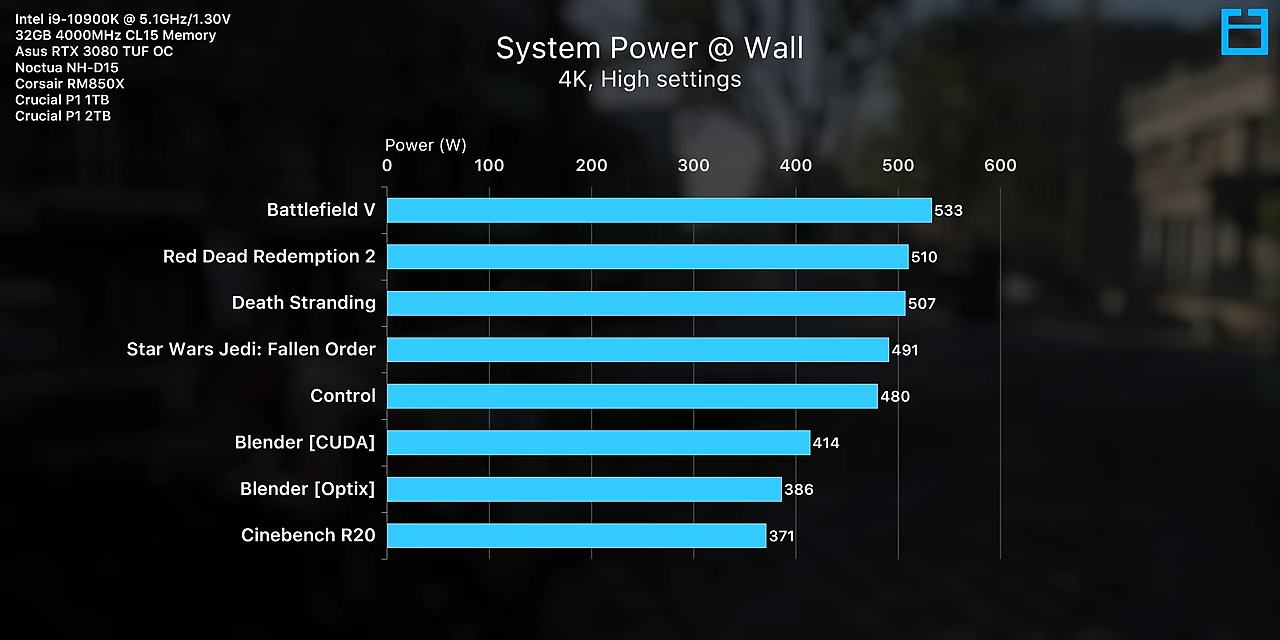 Intel i9-10900K @ 5.1GHz/1.30V
32GB 4000MHz CL15 Memory
Asus RTX 3080 TUF OC
Noctua NH-D15
Corsair RM850X
Crucial P1 1TB
Crucial P1 2TB
System Power @ Wall
4K, High settings
Power (W)
0 100 200 300 400 500 600
Battlefield V 533
Red Dead Redemption 2 510
Death Stranding 507
Star Wars Jedi: Fallen Order 491
Control 480
Blender [CUDA] 414
Blender [Optix] 386
Cinebench R20 371